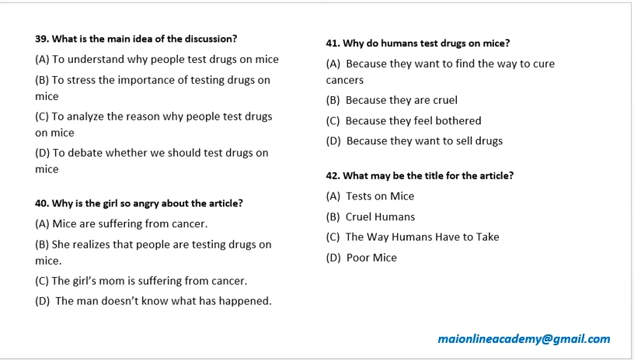 39. What is the main idea of the discussion?
(A) To understand why people test drugs on mice
(B) To stress the importance of testing drugs on
mice
(C) To analyze the reason why people test drugs
on mice
(D) To debate whether we should test drugs on
mice
40. Why is the girl so angry about the article?
(A) Mice are suffering from cancer.
(B) She realizes that people are testing drugs on
mice.
(C) The girl's mom is suffering from cancer.
(D) The man doesn't know what has happened.
41. Why do humans test drugs on mice?
(A) Because they want to find the way to cure
cancers
(B) Because they are cruel
(C) Because they feel bothered
(D) Because they want to sell drugs
42. What may be the title for the article?
(A) Tests on Mice
(B) Cruel Humans
(C) The Way Humans Have to Take
(D) Poor Mice
maionlineacademy@gmail.com